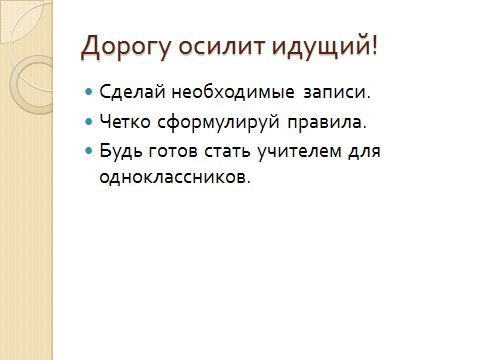 Дорогу осилит идущий!
Сделай необходимые записи.
Четко сформулируй правила.
Будь готов стать учителем для
одноклассников.